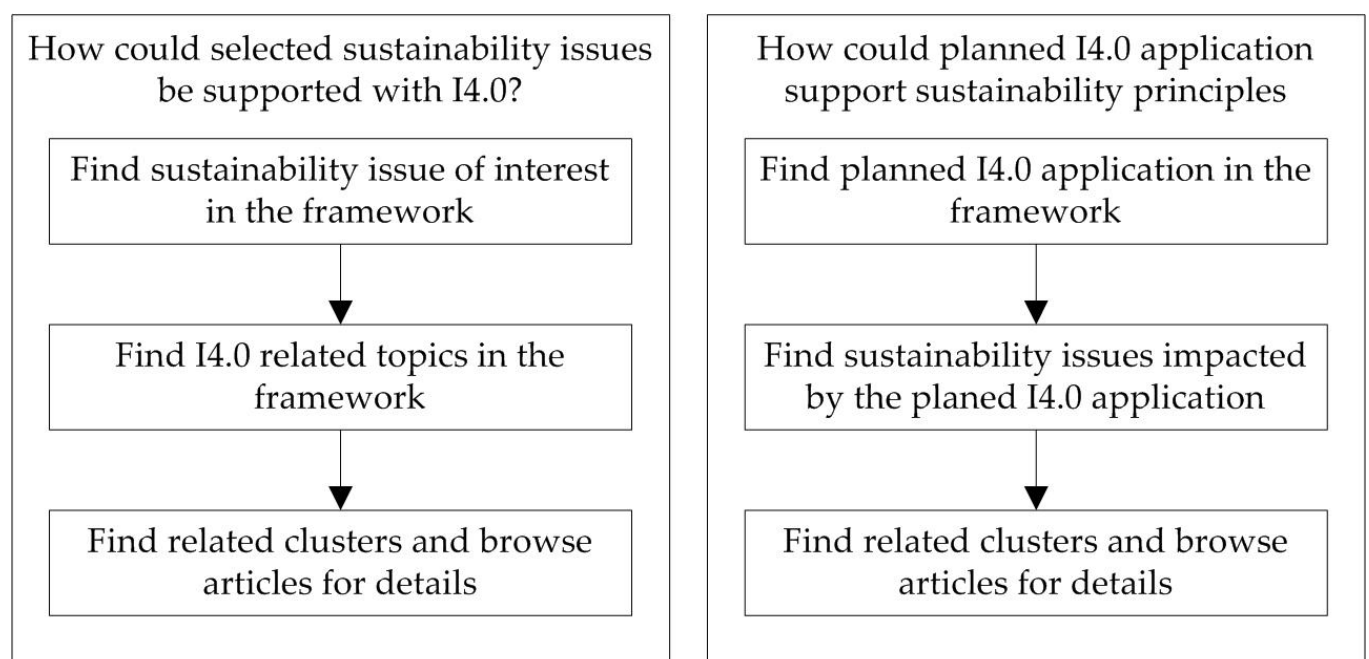 How could selected sustainability issues
be supported with I4.0?
Find sustainability issue of interest
in the framework
Find I4.0 related topics in the
framework
Find related clusters and browse
articles for details
How could planned I4.0 application
support sustainability principles
Find planned I4.0 application in the
framework
Find sustainability issues impacted
by the planed I4.0 application
Find related clusters and browse
articles for details